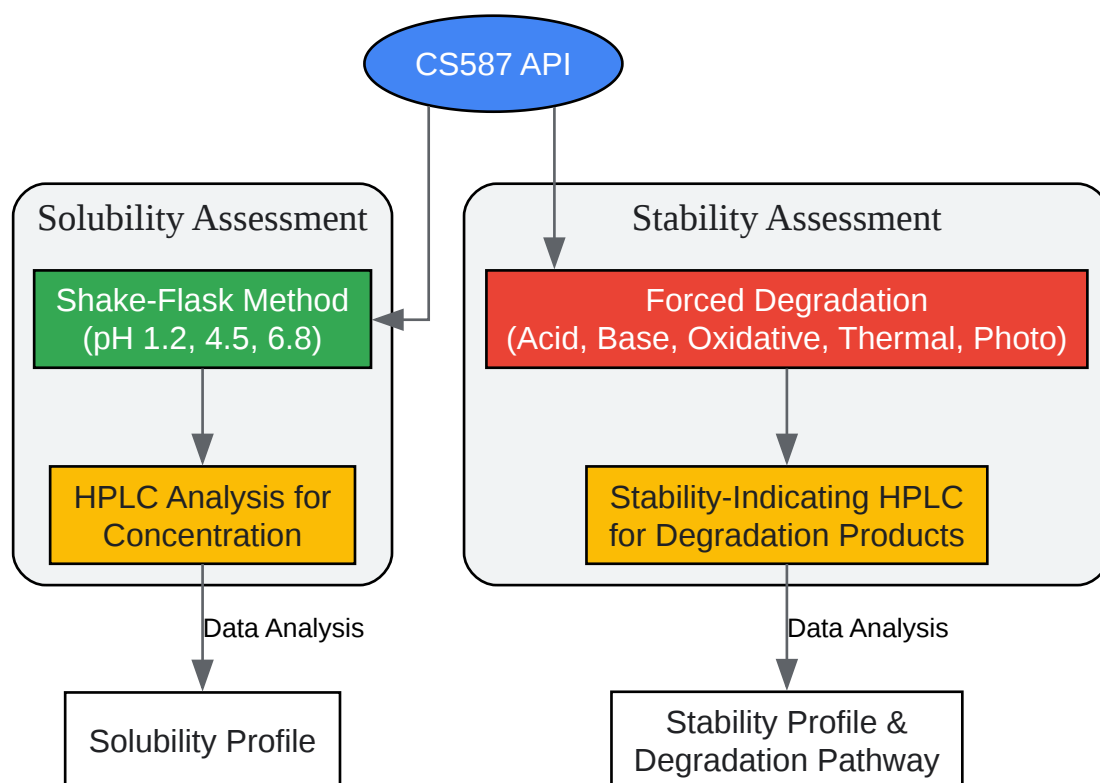 CS587 API
Solubility Assessment
Shake-Flask Method
(pH 1.2, 4.5, 6.8)
HPLC Analysis for
Concentration
Data Analysis
Solubility Profile
Stability Assessment
Forced Degradation
(Acid, Base, Oxidative, Thermal, Photo)
Stability-Indicating HPLC
for Degradation Products
Data Analysis
Stability Profile &
Degradation Pathway